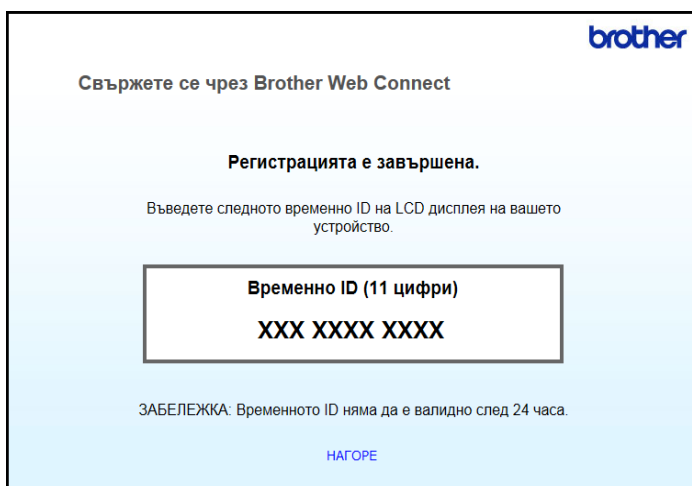 brother
Свържете се чрез Brother Web Connect
Регистрацията е завършена.
Въведете следното временно ID на LCD дисплея на вашето
устройство.
Временно ID (11 цифри)
XXX XXXX XXXX
ЗАБЕЛЕЖКА: Временното ID няма да е валидно след 24 часа.
НАГОРЕ